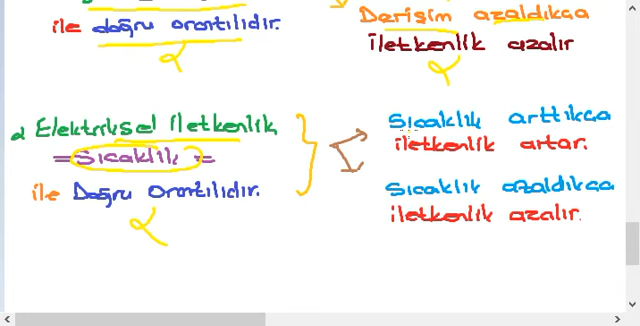 ile doğru orantılıdır.
Derişim azaldıkça
iletkenlik azalır
Elektriksel iletkenlik
= Sıcaklık =
ile Doğru Orantılıdır.
Sıcaklık arttıkça
iletkenlik artar.
Sıcaklık azaldıkça
iletkenlik azalır.